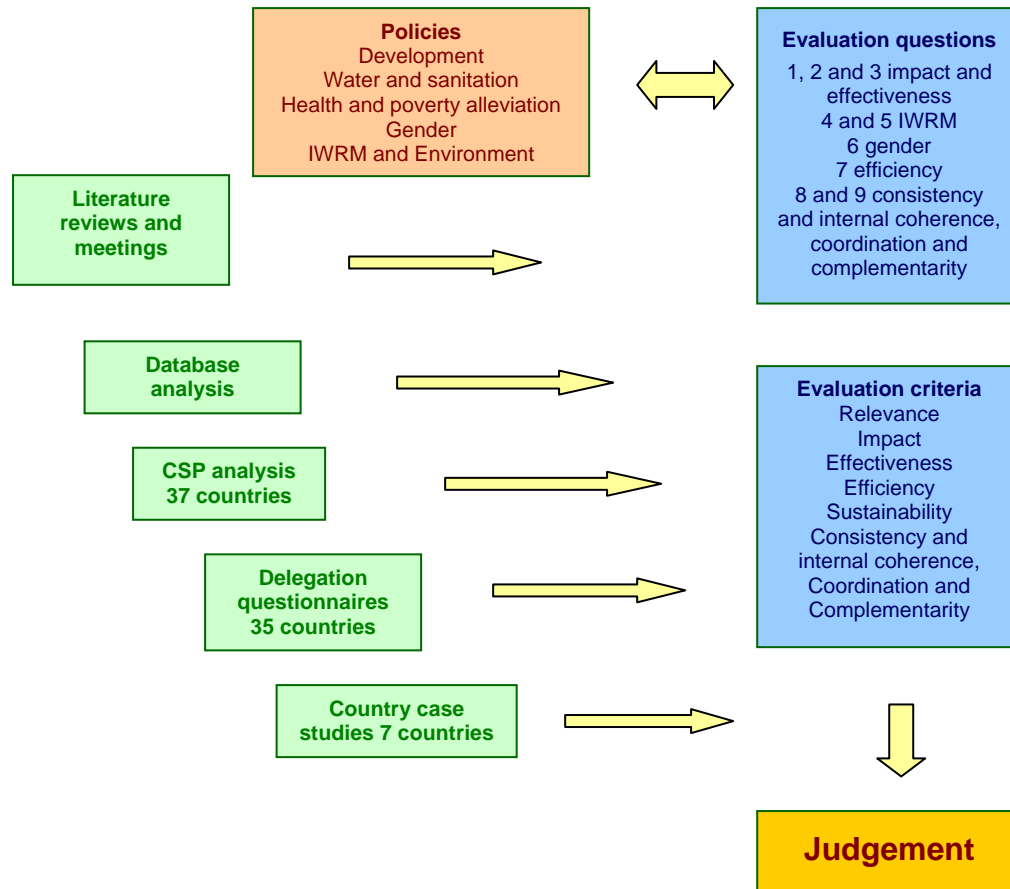 Policies
Development
Water and sanitation
Health and poverty alleviation
Gender
IWRM and Environment
Evaluation questions
1, 2 and 3 impact and
effectiveness
4 and 5 IWRM
6 gender
7 efficiency
8 and 9 consistency
and internal coherence,
coordination and
complementarity
Literature
reviews and
meetings
Database
analysis
CSP analysis
37 countries
Delegation
questionnaires
35 countries
Country case
studies 7 countries
Evaluation criteria
Relevance
Impact
Effectiveness
Efficiency
Sustainability
Consistency and
internal coherence,
Coordination and
Complementarity
Judgement